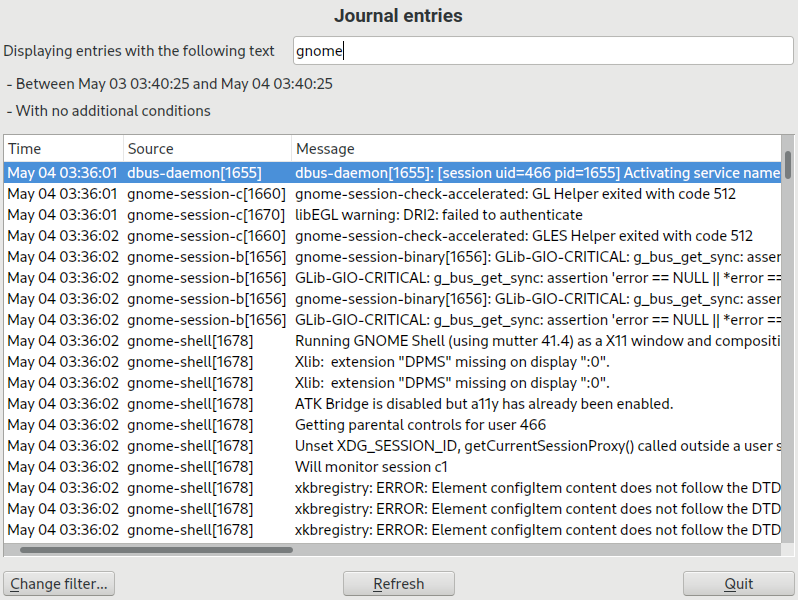 Journal entries
Displaying entries with the following text gnome
- Between May 03 03:40:25 and May 04 03:40:25
- With no additional conditions
Time Source Message
May 04 03:36:01 dbus-daemon[1655] dbus-daemon[1655]: [session uid=466 pid=1655] Activating service name
May 04 03:36:01 gnome-session-c[1660] gnome-session-check-accelerated: GL Helper exited with code 512
May 04 03:36:01 gnome-session-c[1670] libEGL warning: DRI2: failed to authenticate
May 04 03:36:02 gnome-session-c[1660] gnome-session-check-accelerated: GLES Helper exited with code 512
May 04 03:36:02 gnome-session-b[1656] gnome-session-binary[1656]: GLib-GIO-CRITICAL: g_bus_get_sync: asser
May 04 03:36:02 gnome-session-b[1656] GLib-GIO-CRITICAL: g_bus_get_sync: assertion 'error == NULL || *error ==
May 04 03:36:02 gnome-session-b[1656] gnome-session-binary[1656]: GLib-GIO-CRITICAL: g_bus_get_sync: asser
May 04 03:36:02 gnome-session-b[1656] GLib-GIO-CRITICAL: g_bus_get_sync: assertion 'error == NULL || *error ==
May 04 03:36:02 gnome-shell[1678] Running GNOME Shell (using mutter 41.4) as a X11 window and compositi
May 04 03:36:02 gnome-shell[1678] Xlib:  extension "DPMS" missing on display ":0".
May 04 03:36:02 gnome-shell[1678] Xlib:  extension "DPMS" missing on display ":0".
May 04 03:36:02 gnome-shell[1678] ATK Bridge is disabled but a11y has already been enabled.
May 04 03:36:02 gnome-shell[1678] Getting parental controls for user 466
May 04 03:36:02 gnome-shell[1678] Unset XDG_SESSION_ID, getCurrentSessionProxy() called outside a user s
May 04 03:36:02 gnome-shell[1678] Will monitor session c1
May 04 03:36:02 gnome-shell[1678] xkbregistry: ERROR: Element configItem content does not follow the DTD
May 04 03:36:02 gnome-shell[1678] xkbregistry: ERROR: Element configItem content does not follow the DTD
May 04 03:36:02 gnome-shell[1678] xkbregistry: ERROR: Element configItem content does not follow the DTD
Change filter... Refresh Quit